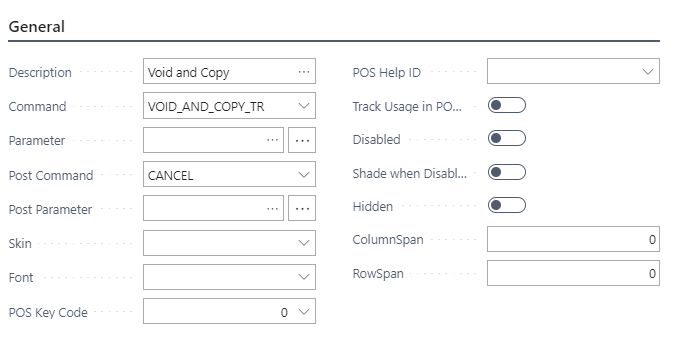 General
Description Void and Copy ...
Command VOID_AND_COPY_TR
Parameter ... ...
Post Command CANCEL
Post Parameter ... ...
Skin
Font
POS Key Code 0
POS Help ID
Track Usage in PO...
Disabled
Shade when Disabl...
Hidden
ColumnSpan 0
RowSpan 0